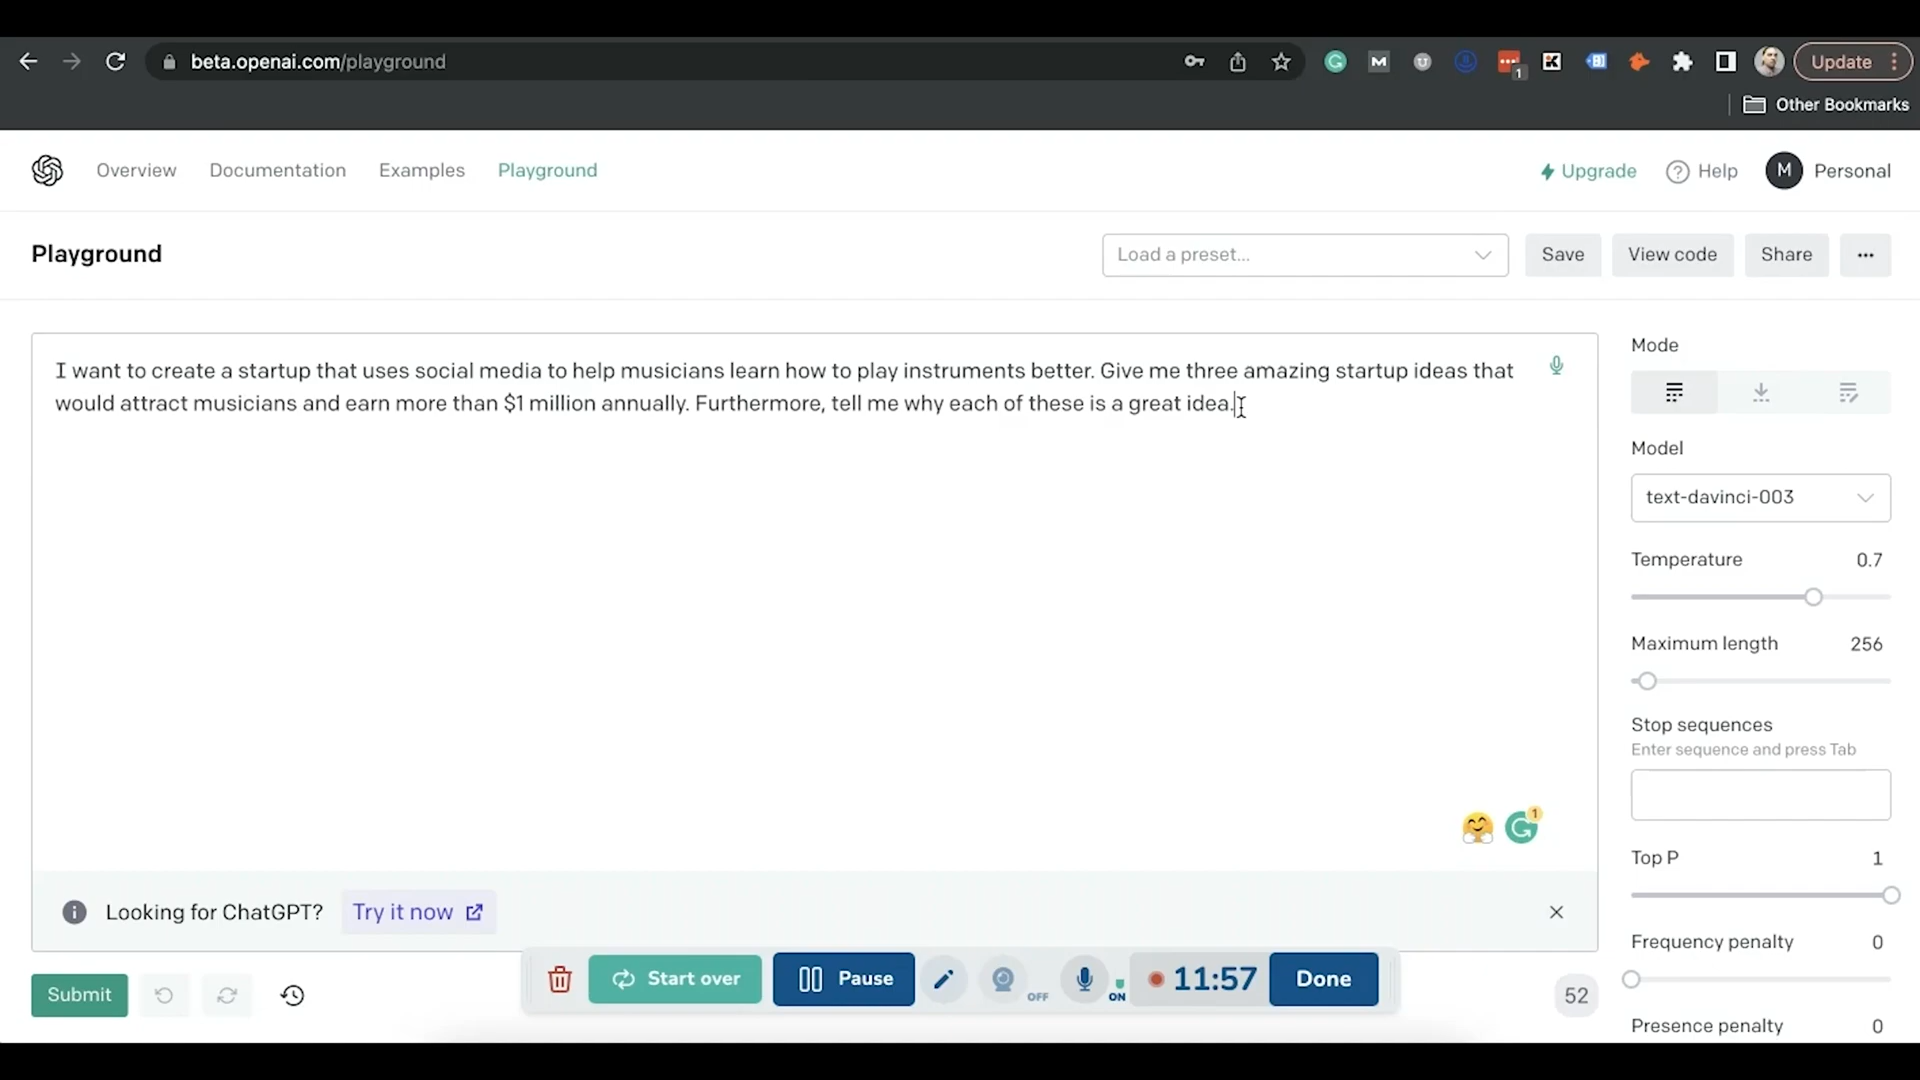 beta.openai.com/playground
1
Update
Other Bookmarks
Overview
Documentation
Examples
Playground
Upgrade
Help
M
Personal
Playground
Load a preset...
Save
View code
Share
I want to create a startup that uses social media to help musicians learn how to play instruments better. Give me three amazing startup ideas that
would attract musicians and earn more than $1 million annually. Furthermore, tell me why each of these is a great idea.
Mode
Model
text-davinci-003
Temperature
0.7
Maximum length
256
Stop sequences
Enter sequence and press Tab
1
Top P
1
Looking for ChatGPT?
Try it now
Frequency penalty
0
Submit
Start over
Pause
OFF
ON
11:57
Done
52
Presence penalty
0